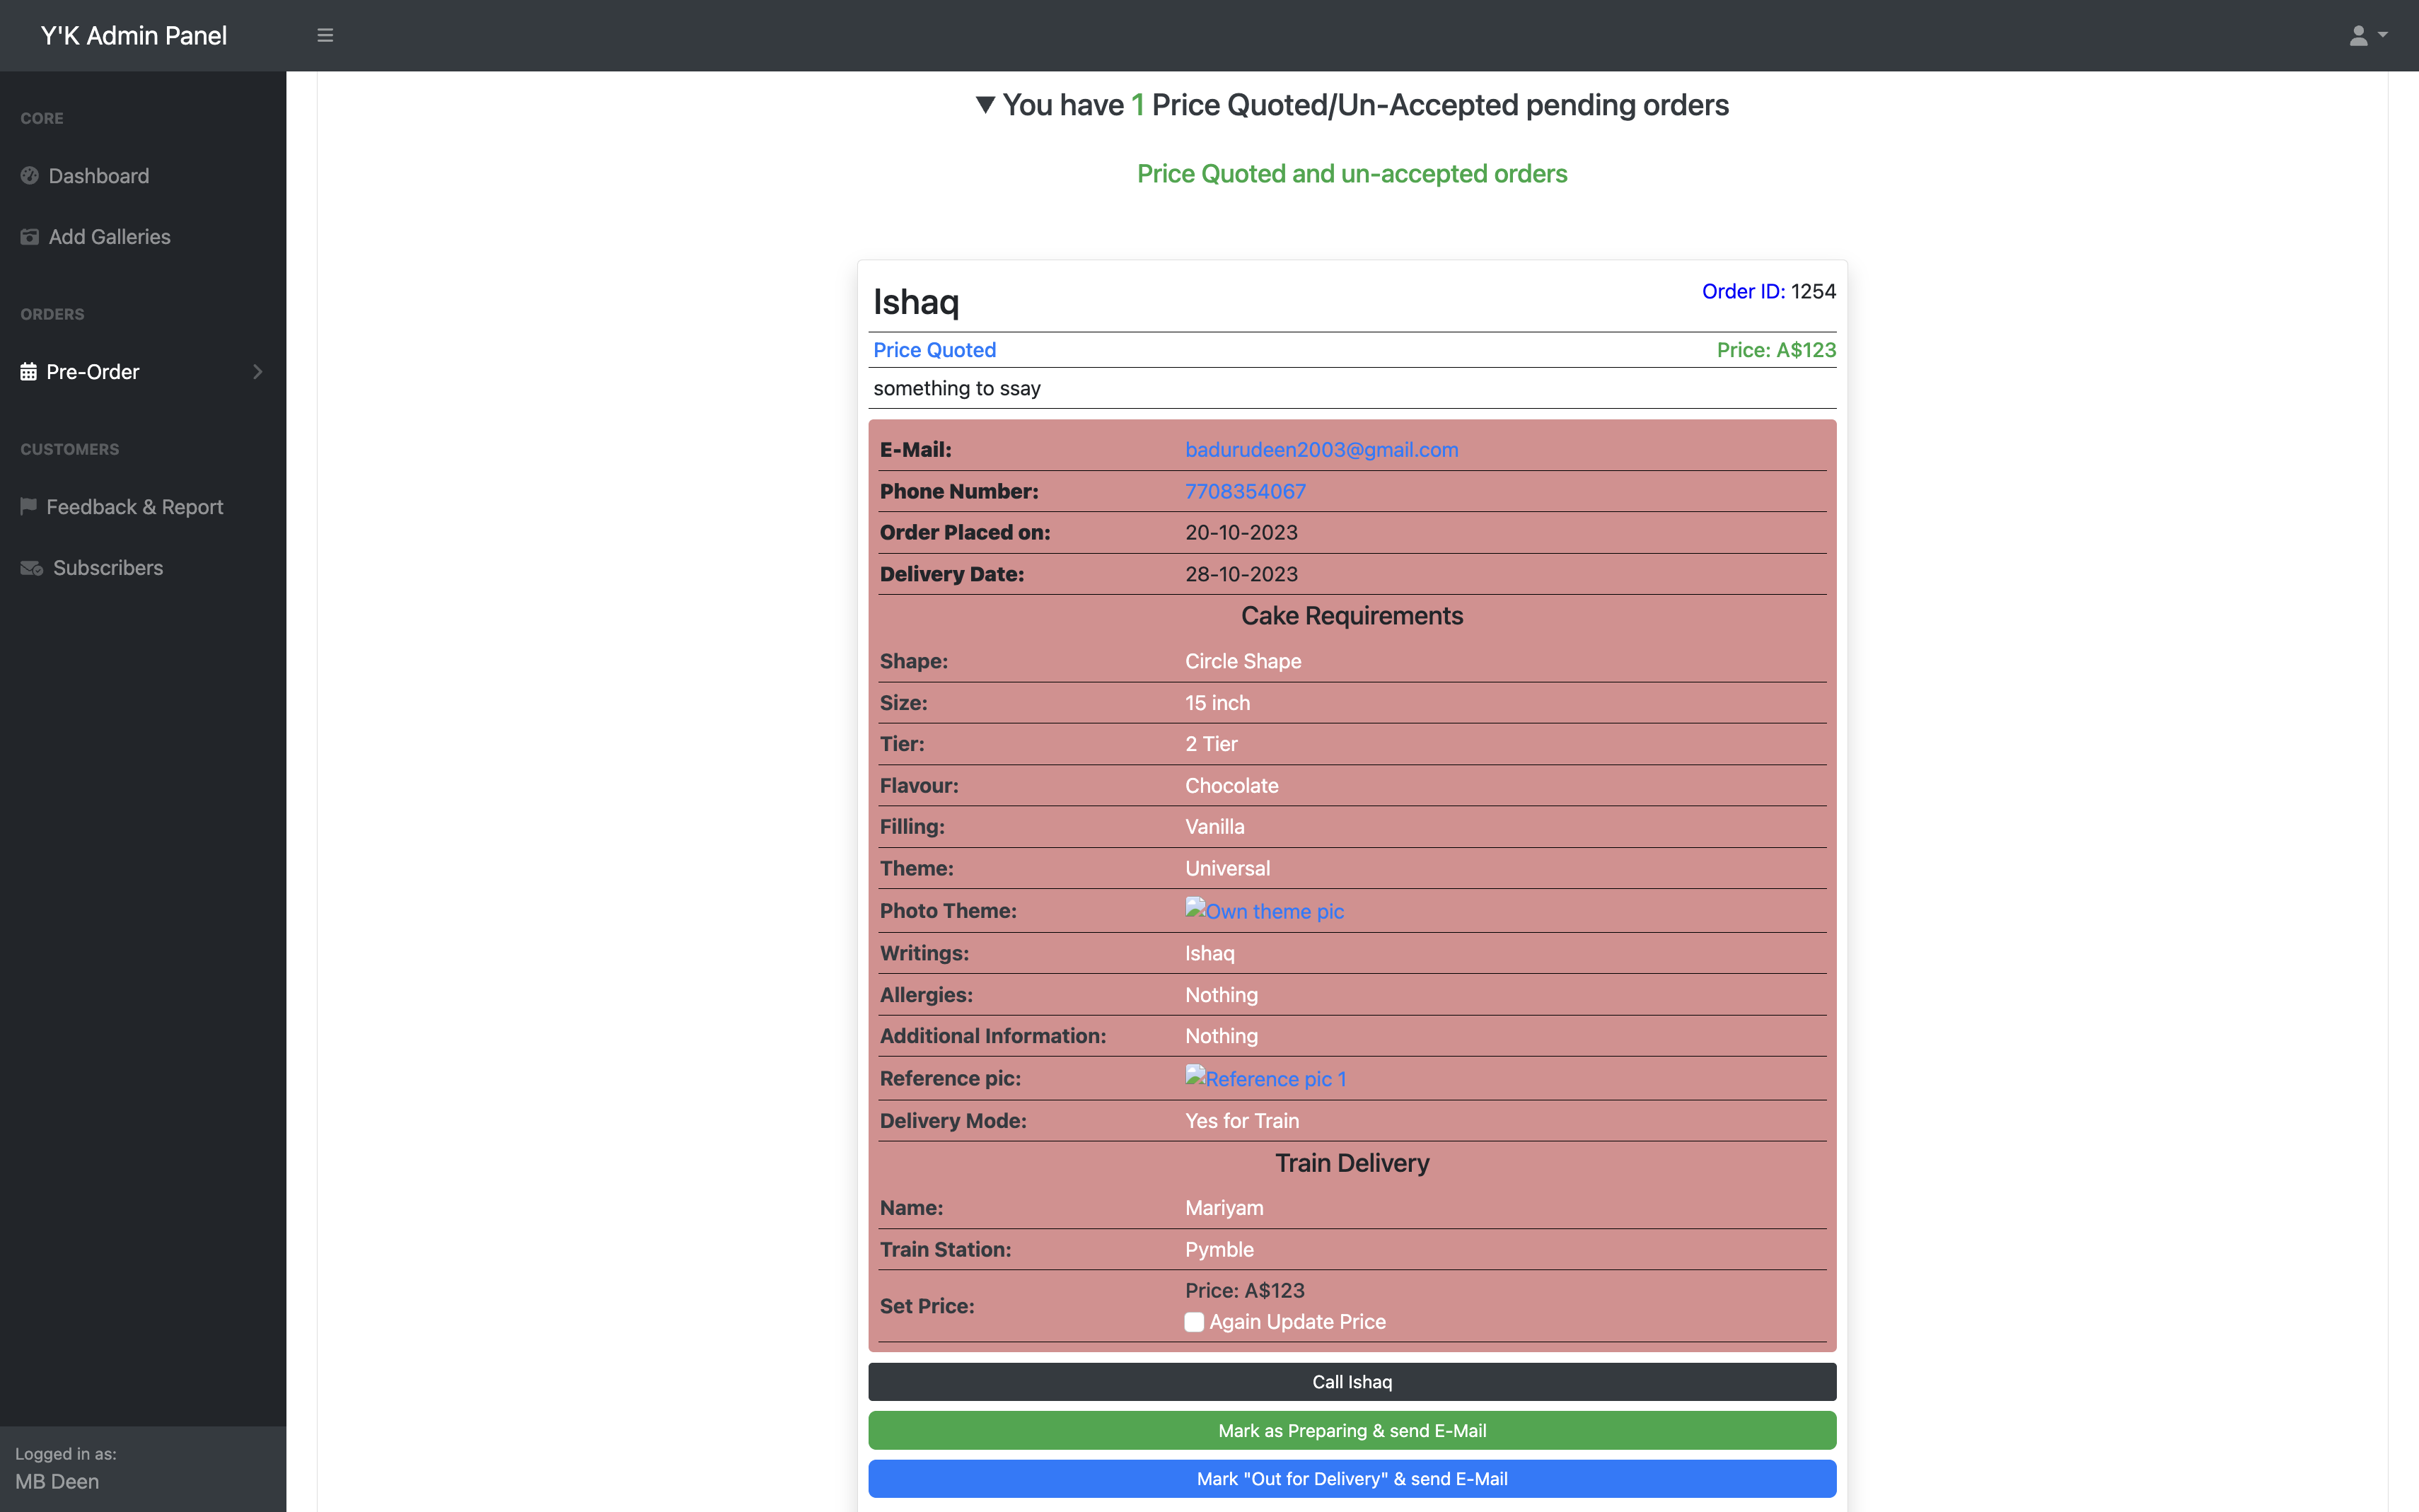 Y'K Admin Panel
CORE
Dashboard
Add Galleries
ORDERS
Pre-Order
CUSTOMERS
Feedback & Report
Subscribers
Logged in as:
MB Deen
▼ You have 1 Price Quoted/Un-Accepted pending orders
Price Quoted and un-accepted orders
Ishaq Order ID: 1254
Price Quoted Price: A$123
something to ssay
E-Mail: badurudeen2003@gmail.com
Phone Number: 7708354067
Order Placed on: 20-10-2023
Delivery Date: 28-10-2023
Cake Requirements
Shape: Circle Shape
Size: 15 inch
Tier: 2 Tier
Flavour: Chocolate
Filling: Vanilla
Theme: Universal
Photo Theme: Own theme pic
Writings: Ishaq
Allergies: Nothing
Additional Information: Nothing
Reference pic: Reference pic 1
Delivery Mode: Yes for Train
Train Delivery
Name: Mariyam
Train Station: Pymble
Set Price: Price: A$123
Again Update Price
Call Ishaq
Mark as Preparing & send E-Mail
Mark "Out for Delivery" & send E-Mail